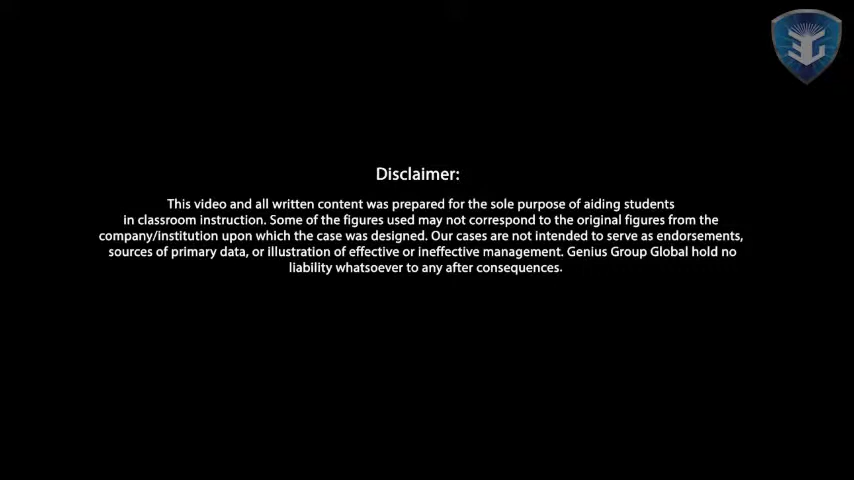 Disclaimer:
This video and all written content was prepared for the sole purpose of aiding students
in classroom instruction. Some of the figures used may not correspond to the original figures from the
company/institution upon which the case was designed. Our cases are not intended to serve as endorsements,
sources of primary data, or illustration of effective or ineffective management. Genius Group Global hold no
liability whatsoever to any after consequences.